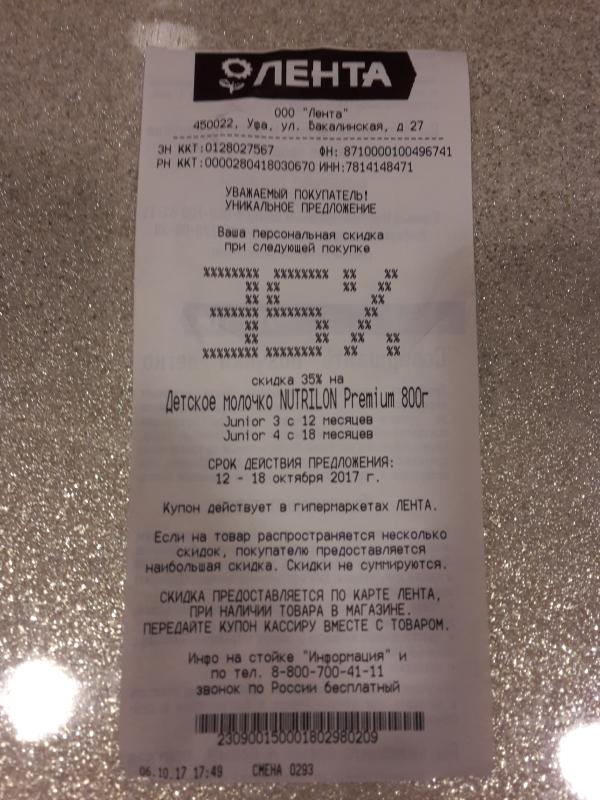 ЛЕНТА
ООО "Лента"
450022, Уфа, ул. Бакалинская, д 27
ЗН ККТ:0128027567 ФН: 8710000100496741
РН ККТ:0000280418030670 ИНН:7814148471
УВАЖАЕМЫЙ ПОКУПАТЕЛЬ!
УНИКАЛЬНОЕ ПРЕДЛОЖЕНИЕ
Ваша персональная скидка
при следующей покупке
35%
скидка 35% на
Детское молочко NUTRILON Premium 800г
Junior 3 с 12 месяцев
Junior 4 с 18 месяцев
СРОК ДЕЙСТВИЯ ПРЕДЛОЖЕНИЯ:
12 - 18 октября 2017 г.
Купон действует в гипермаркетах ЛЕНТА.
Если на товар распространяется несколько
скидок, покупателю предоставляется
наибольшая скидка. Скидки не суммируются.
СКИДКА ПРЕДОСТАВЛЯЕТСЯ ПО КАРТЕ ЛЕНТА,
ПРИ НАЛИЧИИ ТОВАРА В МАГАЗИНЕ.
ПЕРЕДАЙТЕ КУПОН КАССИРУ ВМЕСТЕ С ТОВАРОМ.
Инфо на стойке "Информация" и
по тел. 8-800-700-41-11
звонок по России бесплатный
230900150001802980209
06.10.17 17:49 СМЕНА 0293